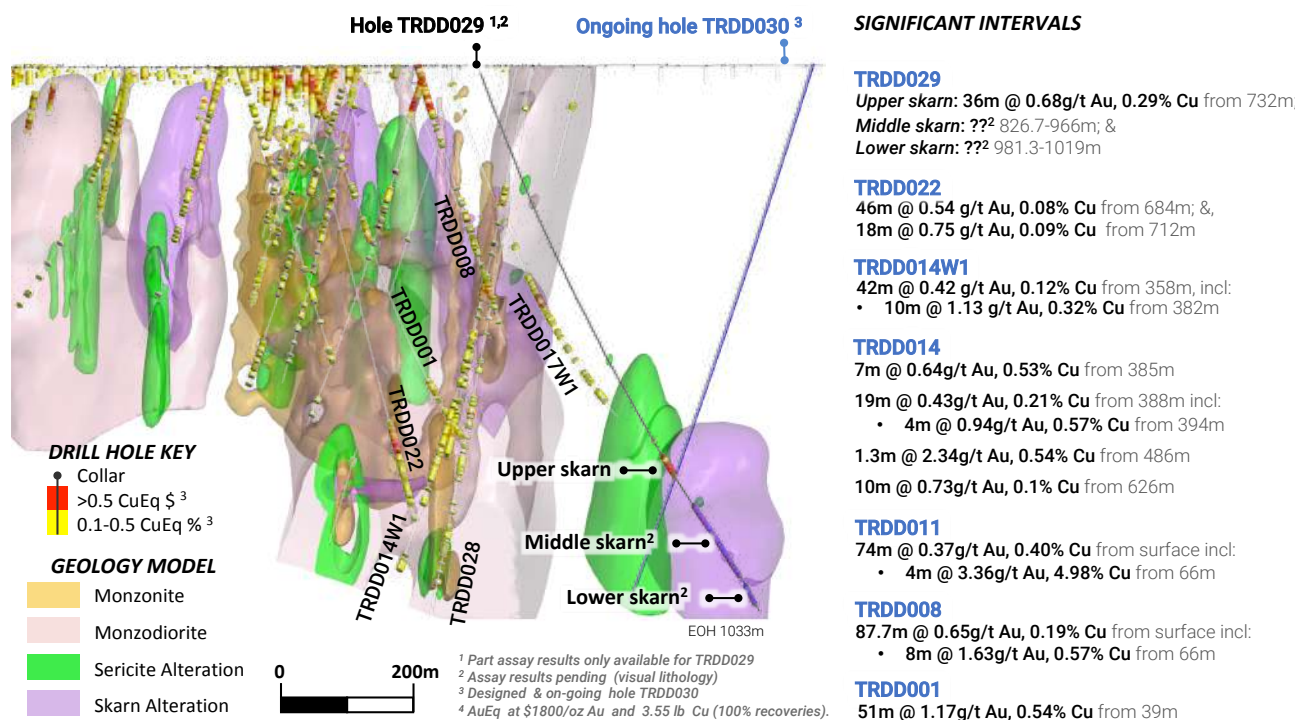 Hole TRDD029 ¹,²
Ongoing hole TRDD030 ³
TRDD008
TRDD001
TRDD017W1
TRDD022
TRDD014W1
TRDD028
Upper skarn
Middle skarn²
Lower skarn²
EOH 1033m
DRILL HOLE KEY
Collar
>0.5 CuEq $ ³
0.1-0.5 CuEq % ³
GEOLOGY MODEL
Monzonite
Monzodiorite
Sericite Alteration
Skarn Alteration
0 200m
¹ Part assay results only available for TRDD029
² Assay results pending (visual lithology)
³ Designed & on-going hole TRDD030
⁴ AuEq at $1800/oz Au and 3.55 lb Cu (100% recoveries).
SIGNIFICANT INTERVALS
TRDD029
Upper skarn: 36m @ 0.68g/t Au, 0.29% Cu from 732m;
Middle skarn: ??² 826.7-966m; &
Lower skarn: ??² 981.3-1019m
TRDD022
46m @ 0.54 g/t Au, 0.08% Cu from 684m; &,
18m @ 0.75 g/t Au, 0.09% Cu from 712m
TRDD014W1
42m @ 0.42 g/t Au, 0.12% Cu from 358m, incl:
• 10m @ 1.13 g/t Au, 0.32% Cu from 382m
TRDD014
7m @ 0.64g/t Au, 0.53% Cu from 385m
19m @ 0.43g/t Au, 0.21% Cu from 388m incl:
• 4m @ 0.94g/t Au, 0.57% Cu from 394m
1.3m @ 2.34g/t Au, 0.54% Cu from 486m
10m @ 0.73g/t Au, 0.1% Cu from 626m
TRDD011
74m @ 0.37g/t Au, 0.40% Cu from surface incl:
• 4m @ 3.36g/t Au, 4.98% Cu from 66m
TRDD008
87.7m @ 0.65g/t Au, 0.19% Cu from surface incl:
• 8m @ 1.63g/t Au, 0.57% Cu from 66m
TRDD001
51m @ 1.17g/t Au, 0.54% Cu from 39m